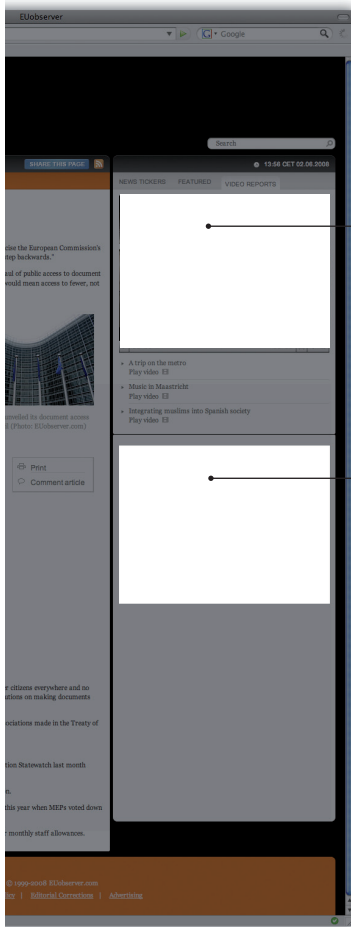 EUobserver
G Google
Search
SHARE THIS PAGE
13:56 CET 02.06.2008
NEWS TICKERS FEATURED VIDEO REPORTS
cise the European Commission's
step backwards."
aul of public access to document
would mean access to fewer, not
A trip on the metro
Play video
Music in Maastricht
Play video
Integrating muslims into Spanish society
Play video
unveiled its document access
(Photo: EUobserver.com)
Print
Comment article
r citizens everywhere and no
utions on making documents
sociations made in the Treaty of
tion Statewatch last month
on.
this year when MEPs voted down
r monthly staff allowances.
© 1999-2008 EUobserver.com
| Editorial Corrections | Advertising